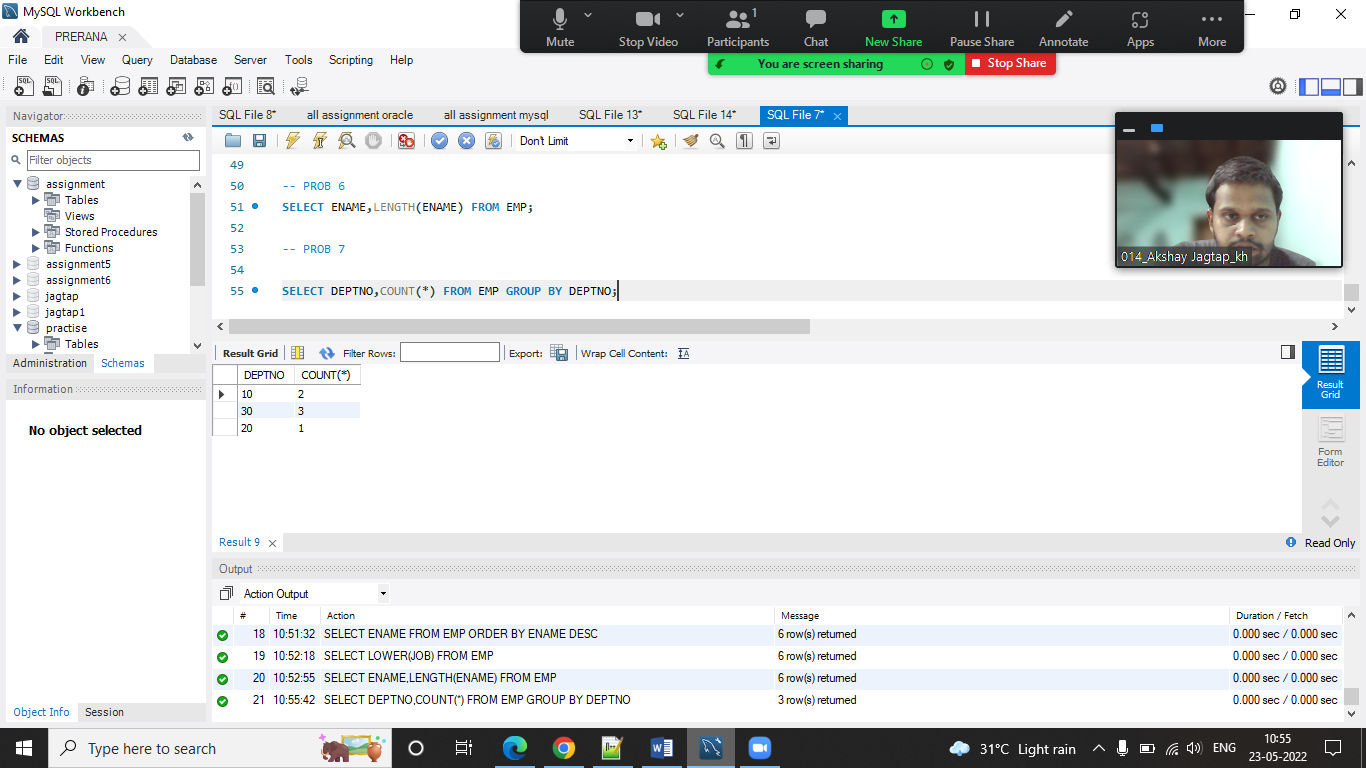 MySQL Workbench
PRERANA
File Edit View Query Database Server Tools Scripting Help
Mute Stop Video Participants 1 Chat New Share Pause Share Annotate Apps More
You are screen sharing Stop Share
Navigator
SCHEMAS
Filter objects
assignment
Tables
Views
Stored Procedures
Functions
assignment5
assignment6
jagtap
jagtap1
practise
Tables
Administration Schemas
Information
No object selected
Object Info Session
SQL File 8* all assignment oracle all assignment mysql SQL File 13* SQL File 14* SQL File 7*
Don't Limit
49
50 -- PROB 6
51 SELECT ENAME,LENGTH(ENAME) FROM EMP;
52
53 -- PROB 7
54
55 SELECT DEPTNO,COUNT(*) FROM EMP GROUP BY DEPTNO;
014_Akshay Jagtap_kh
Result Grid Filter Rows: Export: Wrap Cell Content:
DEPTNO COUNT(*)
10 2
30 3
20 1
Result Grid
Form Editor
Result 9
Read Only
Output
Action Output
# Time Action Message Duration / Fetch
18 10:51:32 SELECT ENAME FROM EMP ORDER BY ENAME DESC 6 row(s) returned 0.000 sec / 0.000 sec
19 10:52:18 SELECT LOWER(JOB) FROM EMP 6 row(s) returned 0.000 sec / 0.000 sec
20 10:52:55 SELECT ENAME,LENGTH(ENAME) FROM EMP 6 row(s) returned 0.000 sec / 0.000 sec
21 10:55:42 SELECT DEPTNO,COUNT(*) FROM EMP GROUP BY DEPTNO 3 row(s) returned 0.000 sec / 0.000 sec
Type here to search
31°C Light rain ENG 10:55
23-05-2022